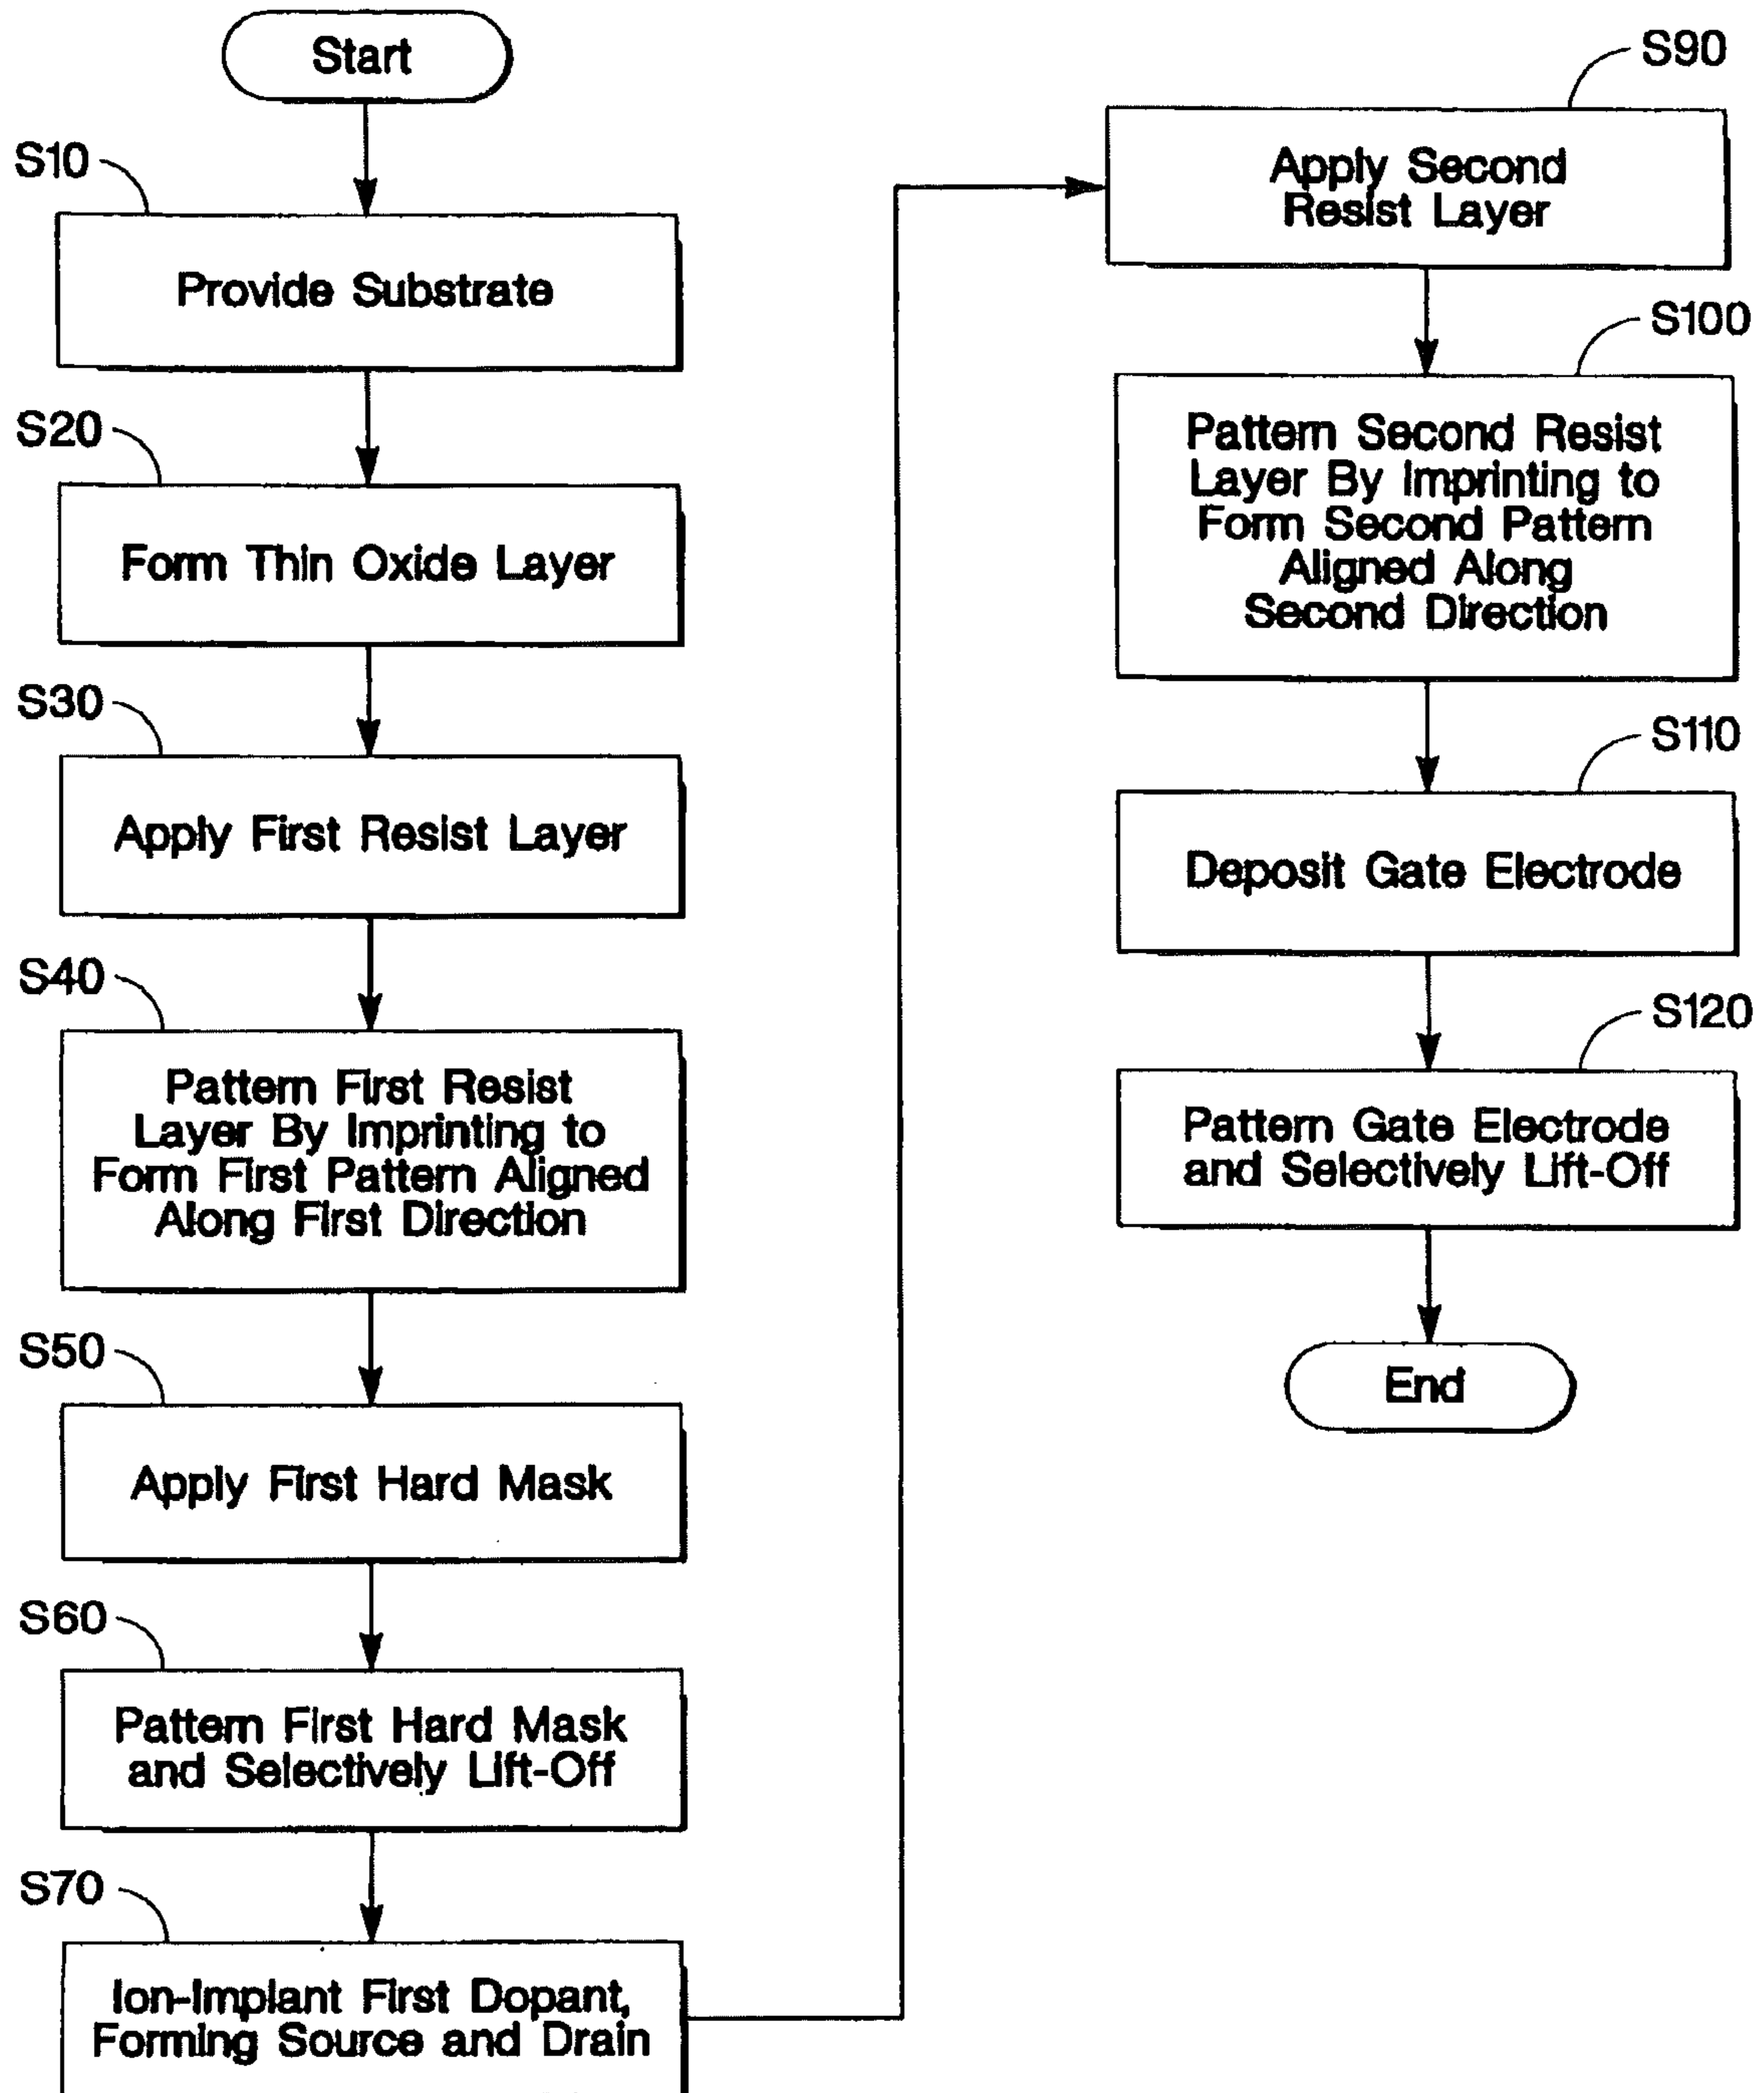 Start
S10
Provide Substrate
S20
Form Thin Oxide Layer
S30
Apply First Resist Layer
S40
Pattern First Resist
Layer By Imprinting to
Form First Pattern Aligned
Along First Direction
S50
Apply First Hard Mask
S60
Pattern First Hard Mask
and Selectively Lift-Off
S70
Ion-Implant First Dopant,
Forming Source and Drain
S90
Apply Second
Resist Layer
S100
Pattern Second Resist
Layer By Imprinting to
Form Second Pattern
Aligned Along
Second Direction
S110
Deposit Gate Electrode
S120
Pattern Gate Electrode
and Selectively Lift-Off
End